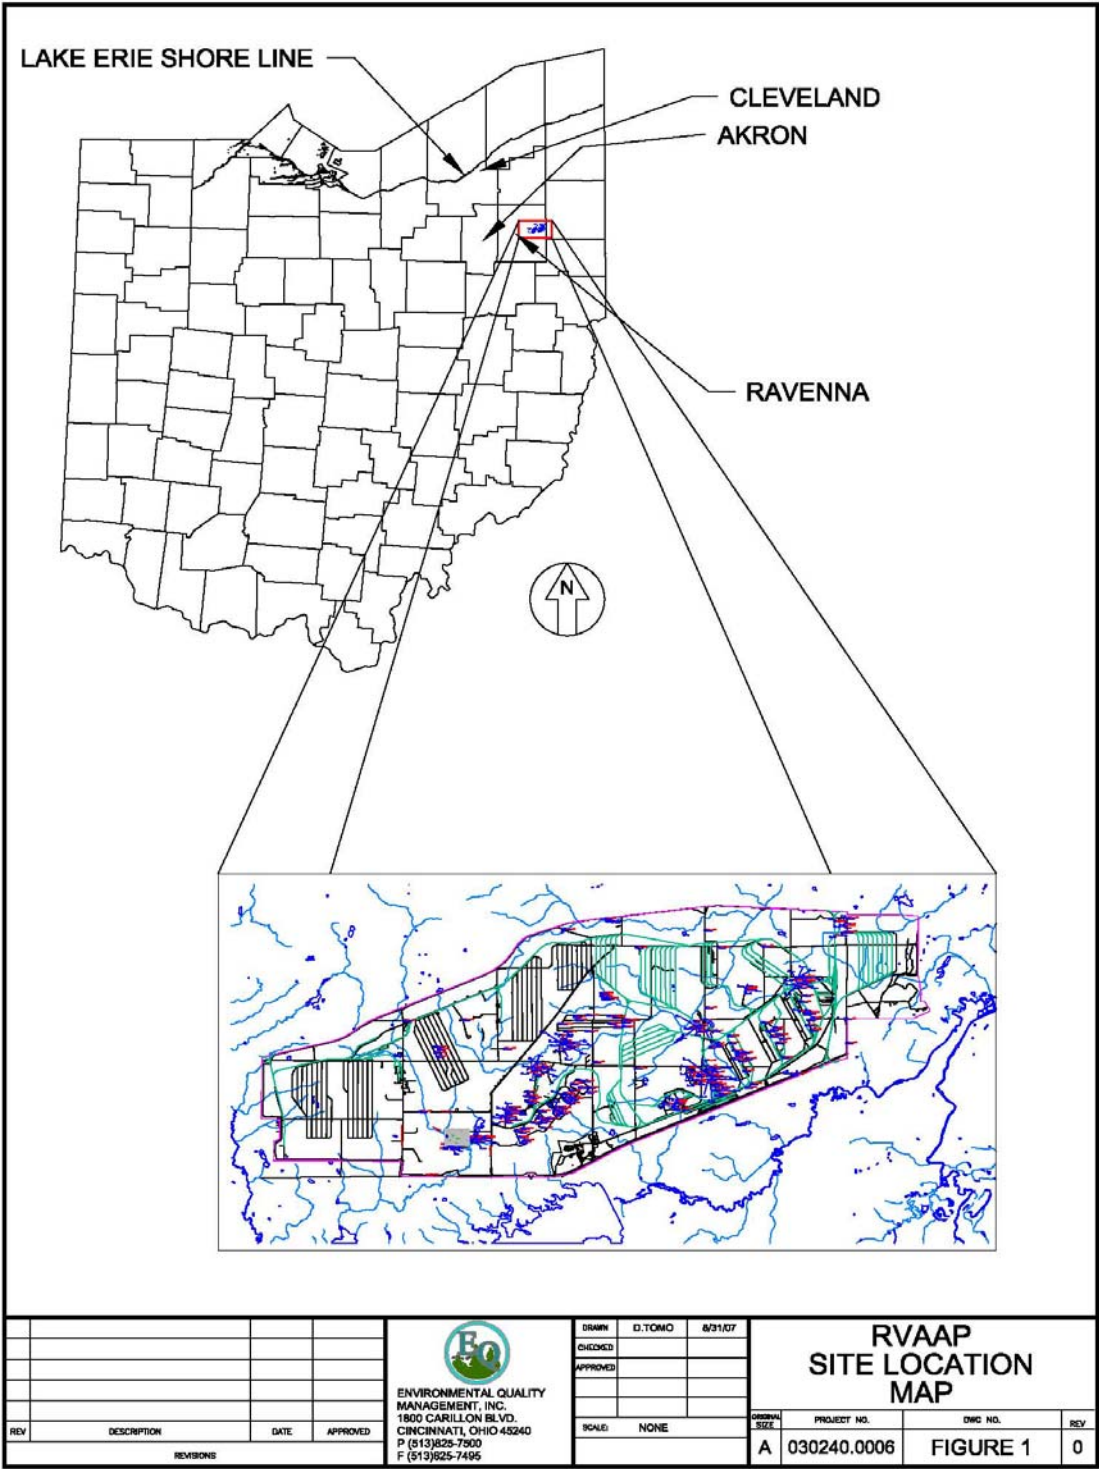 LAKE ERIE SHORE LINE
CLEVELAND
AKRON
RAVENNA
N
REV
DESCRIPTION
DATE
APPROVED
REVISIONS
EQ
ENVIRONMENTAL QUALITY
MANAGEMENT, INC.
1800 CARILLON BLVD.
CINCINNATI, OHIO 45240
P (513)825-7500
F (513)825-7495
DRAWN D.TOMO 8/31/07
CHECKED
APPROVED
SCALE: NONE
RVAAP
SITE LOCATION
MAP
ORIGINAL
SIZE
A
PROJECT NO.
030240.0006
DWG NO.
FIGURE 1
REV
0